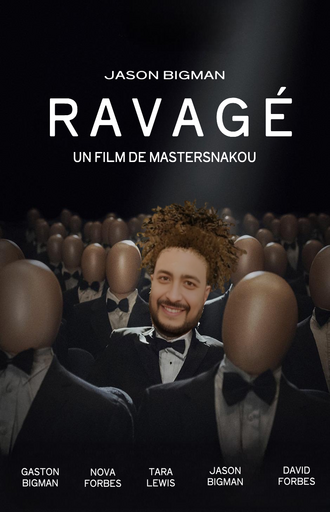 JASON BIGMAN
RAVAGÉ
UN FILM DE MASTERSNAKOU
GASTON BIGMAN
NOVA FORBES
TARA LEWIS
JASON BIGMAN
DAVID FORBES